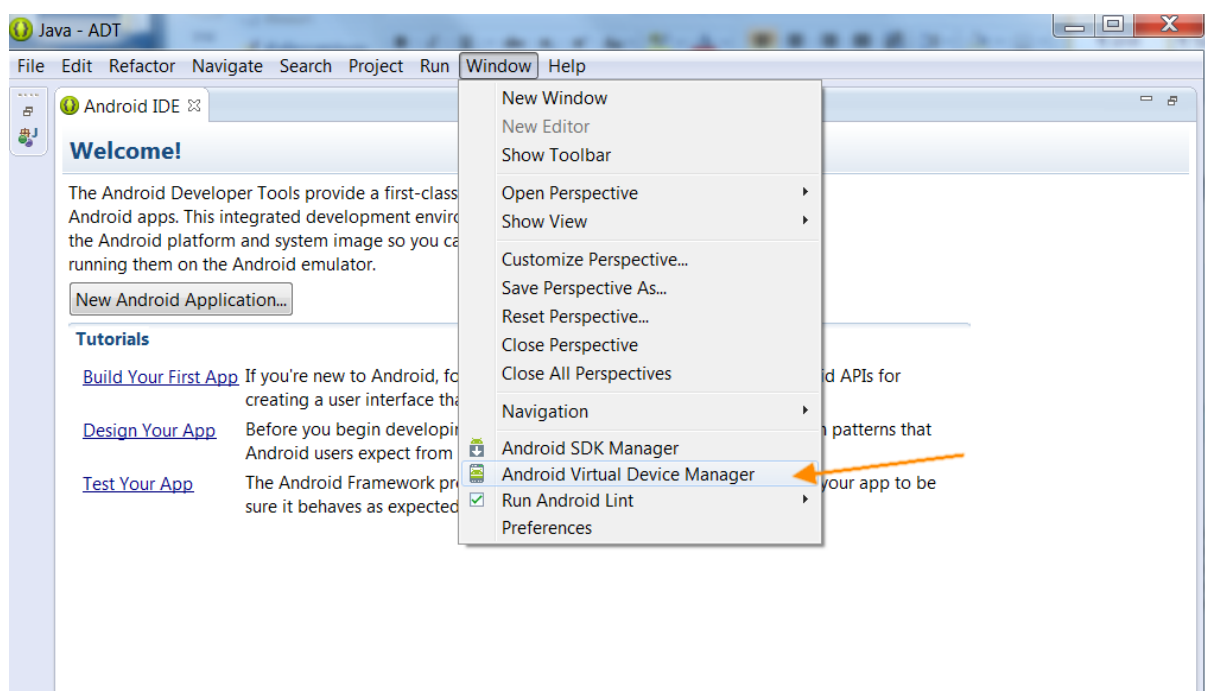 Java - ADT
File Edit Refactor Navigate Search Project Run Window Help
Android IDE
Welcome!
The Android Developer Tools provide a first-class
Android apps. This integrated development
the Android platform and system image so you
running them on the Android emulator.
New Android Application...
Tutorials
Build Your First App If you're new to Android,
creating a user interface
id APIs for
Design Your App Before you begin
Android users expect from
patterns that
Test Your App The Android Framework
sure it behaves as expected
your app to be
New Window
New Editor
Show Toolbar
Open Perspective
Show View
Customize Perspective...
Save Perspective As...
Reset Perspective...
Close Perspective
Close All Perspectives
Navigation
Android SDK Manager
Android Virtual Device Manager
Run Android Lint
Preferences